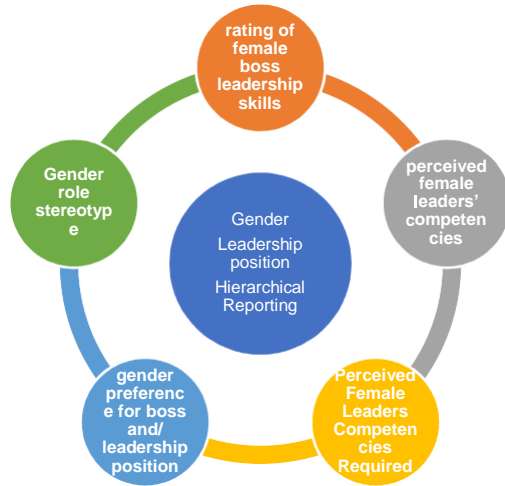 rating of
female
boss
leadership
skills
perceived
female
leaders’
competen
cies
Perceived
Female
Leaders
Competen
cies
Required
gender
preferenc
e for boss
and/
leadership
position
Gender
role
stereotyp
e
Gender
Leadership
position
Hierarchical
Reporting